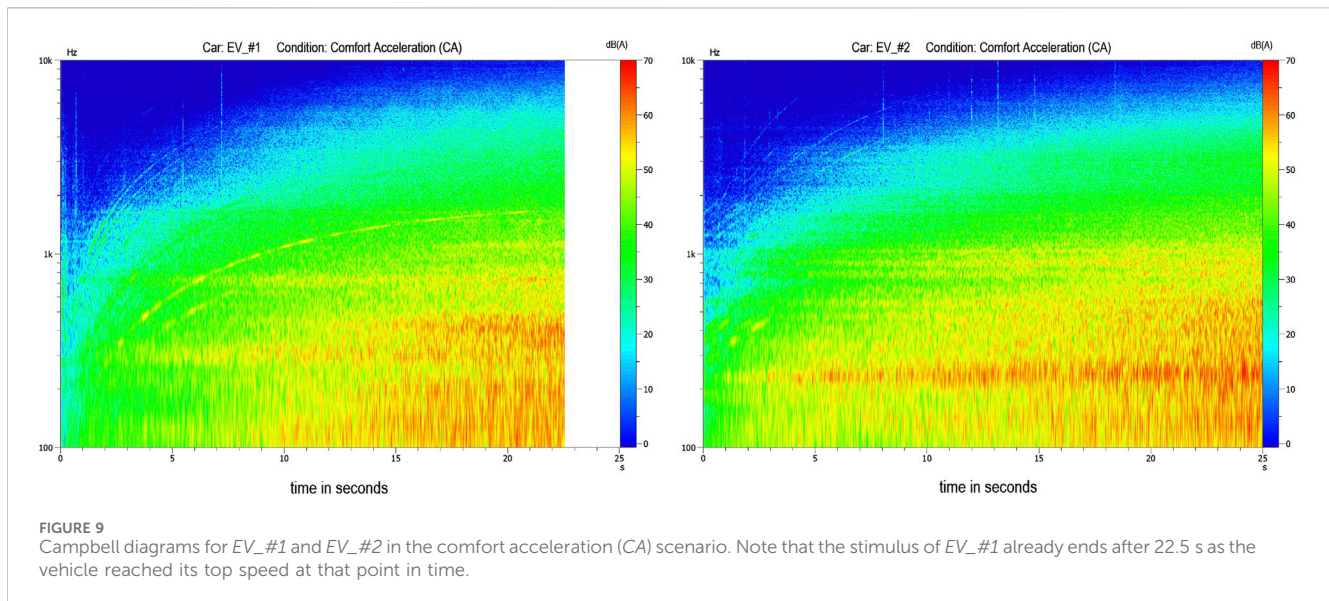 Car: EV_#1 Condition: Comfort Acceleration (CA)
Hz
dB(A)
10k
1k
100
0
5
10
15
20
25
s
70
60
50
40
30
20
10
0
time in seconds
Car: EV_#2 Condition: Comfort Acceleration (CA)
Hz
dB(A)
10k
1k
100
0
5
10
15
20
25
s
70
60
50
40
30
20
10
0
time in seconds
FIGURE 9
Campbell diagrams for EV_#1 and EV_#2 in the comfort acceleration (CA) scenario. Note that the stimulus of EV_#1 already ends after 22.5 s as the
vehicle reached its top speed at that point in time.